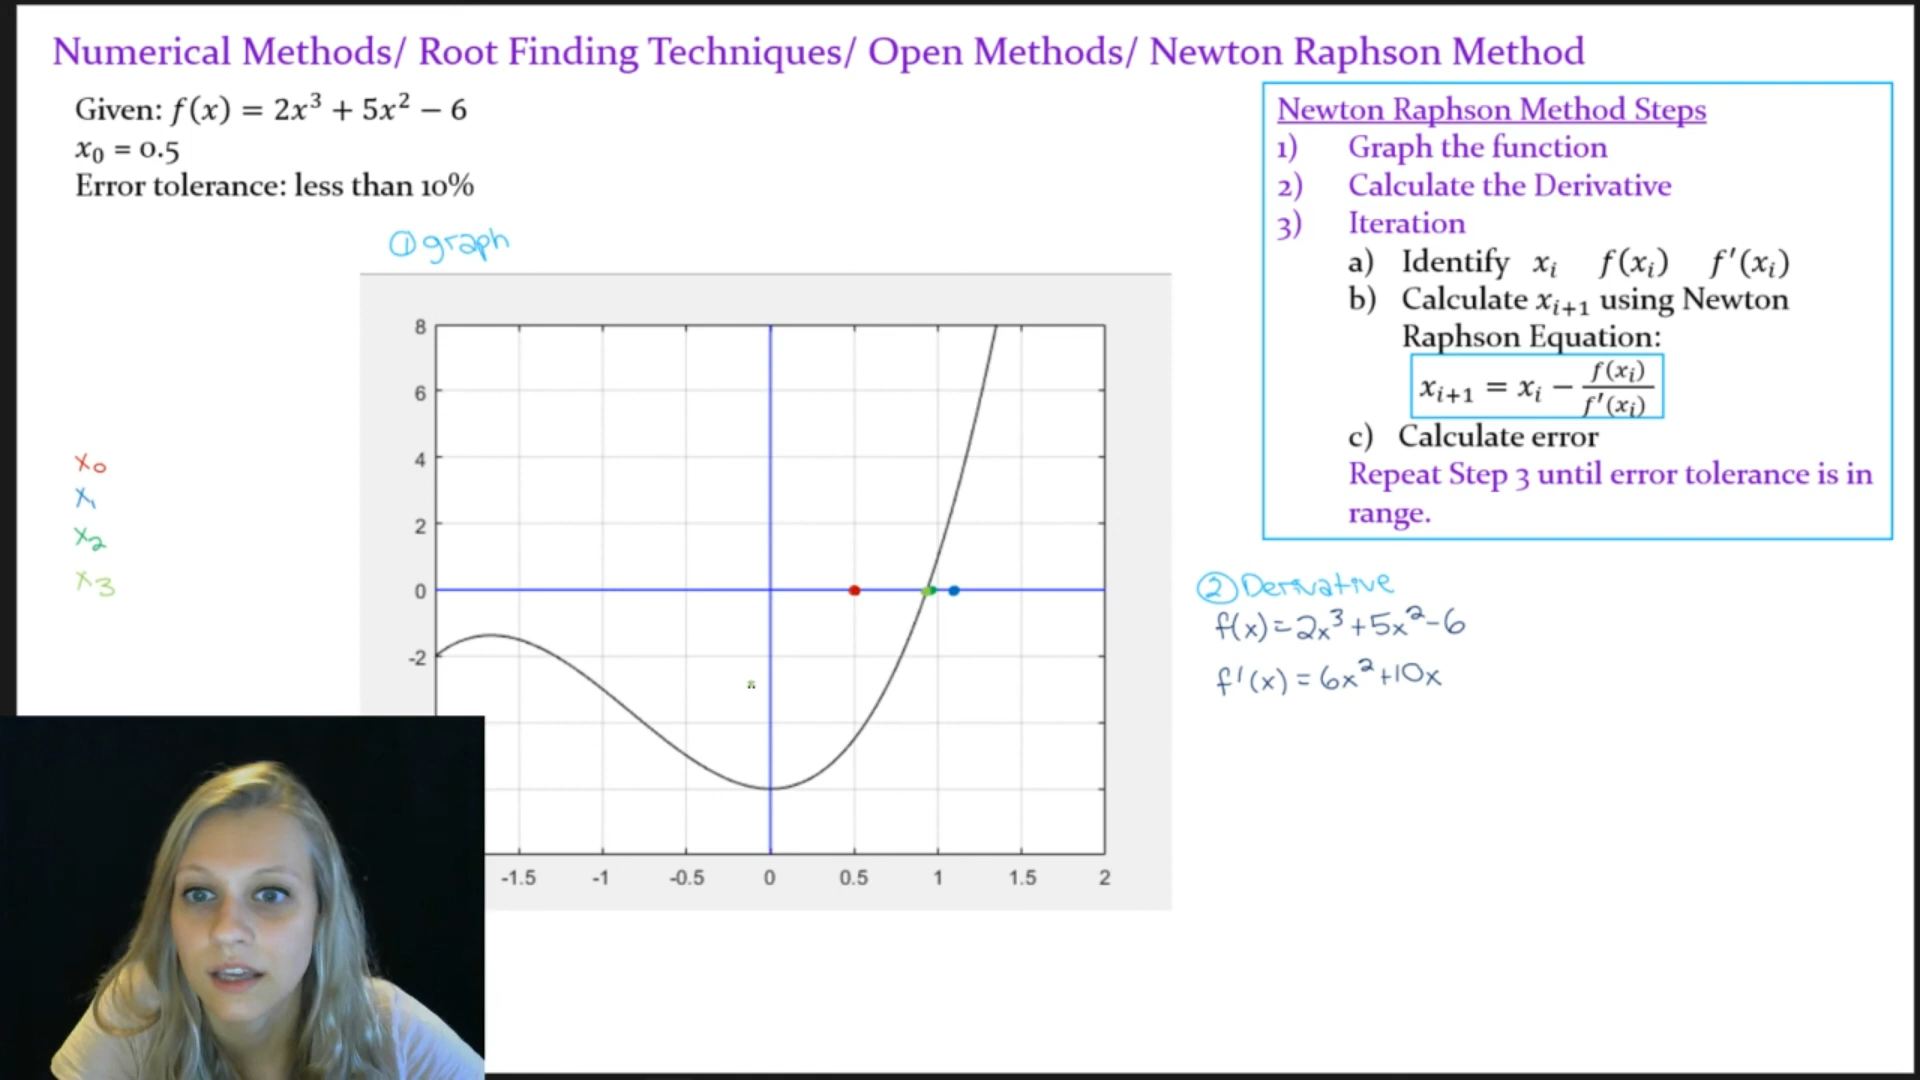 Numerical Methods/ Root Finding Techniques/ Open Methods/ Newton Raphson Method
Given: f(x) = 2x³ + 5x² − 6
x₀ = 0.5
Error tolerance: less than 10%
① graph
8
6
4
2
0
-2
-1.5 -1 -0.5 0 0.5 1 1.5 2
x₀
x₁
x₂
x₃
Newton Raphson Method Steps
1) Graph the function
2) Calculate the Derivative
3) Iteration
a) Identify xᵢ f(xᵢ) f′(xᵢ)
b) Calculate xᵢ₊₁ using Newton
Raphson Equation:
xᵢ₊₁ = xᵢ − f(xᵢ)/f′(xᵢ)
c) Calculate error
Repeat Step 3 until error tolerance is in
range.
② Derivative
f(x) = 2x³ + 5x² − 6
f'(x) = 6x² + 10x